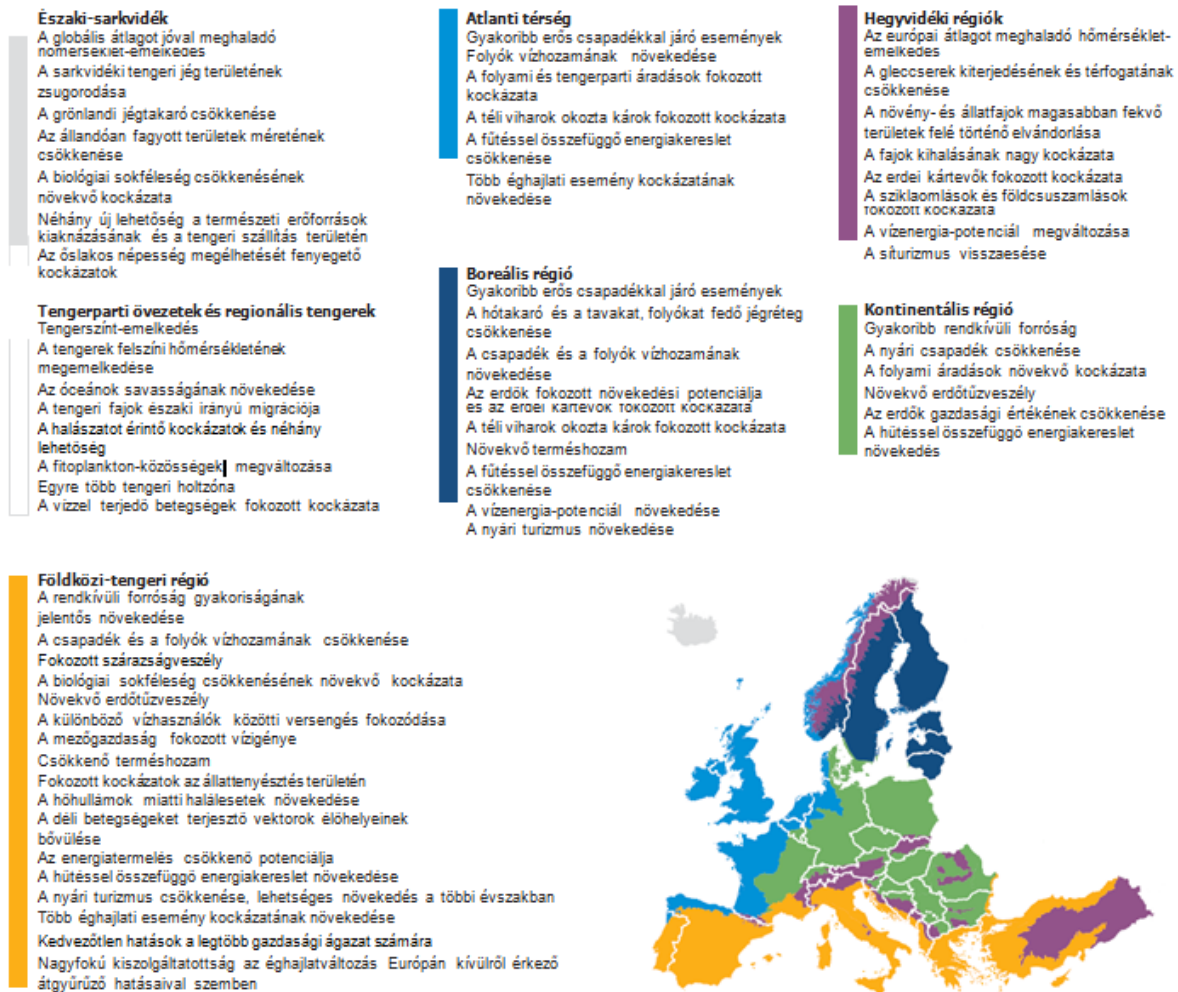 Északi-sarkvidék
A globális átlagot jóval meghaladó
hőmérséklet-emelkedés
A sarkvidéki tengeri jég területének
zsugorodása
A grönlandi jégtakaró csökkenése
Az állandóan fagyott területek méretének
csökkenése
A biológiai sokféleség csökkenésének
növekvő kockázata
Néhány új lehetőség a természeti erőforrások
kiaknázásának és a tengeri szállítás területén
Az őslakos népesség megélhetését fenyegető
kockázatok
Tengerparti övezetek és regionális tengerek
Tengerszint-emelkedés
A tengerek felszíni hőmérsékletének
megemelkedése
Az óceánok savasságának növekedése
A tengeri fajok északi irányú migrációja
A halászatot érintő kockázatok és néhány
lehetőség
A fitoplankton-közösségek megváltozása
Egyre több tengeri holtzóna
A vízzel terjedő betegségek fokozott kockázata
Atlanti térség
Gyakoribb erős csapadékkal járó események
Folyók vízhozamának növekedése
A folyami és tengerparti áradások fokozott
kockázata
A téli viharok okozta károk fokozott kockázata
A fűtéssel összefüggő energiakereslet
csökkenése
Több éghajlati esemény kockázatának
növekedése
Boreális régió
Gyakoribb erős csapadékkal járó események
A hótakaró és a tavakat, folyókat fedő jégréteg
csökkenése
A csapadék és a folyók vízhozamának
növekedése
Az erdők fokozott növekedési potenciálja
és az erdei kártevők fokozott kockázata
A téli viharok okozta károk fokozott kockázata
Növekvő terméshozam
A fűtéssel összefüggő energiakereslet
csökkenése
A vízenergia-potenciál növekedése
A nyári turizmus növekedése
Hegyvidéki régiók
Az európai átlagot meghaladó hőmérséklet-
emelkedés
A gleccserek kiterjedésének és térfogatának
csökkenése
A növény- és állatfajok magasabban fekvő
területek felé történő elvándorlása
A fajok kihalásának nagy kockázata
Az erdei kártevők fokozott kockázata
A sziklaomlások és földcsuszamlások
fokozott kockázata
A vízenergia-potenciál megváltozása
A síturizmus visszaesése
Kontinentális régió
Gyakoribb rendkívüli forróság
A nyári csapadék csökkenése
A folyami áradások növekvő kockázata
Növekvő erdőtűzveszély
Az erdők gazdasági értékének csökkenése
A hűtéssel összefüggő energiakereslet
növekedés
Földközi-tengeri régió
A rendkívüli forróság gyakoriságának
jelentős növekedése
A csapadék és a folyók vízhozamának csökkenése
Fokozott szárazságveszély
A biológiai sokféleség csökkenésének növekvő kockázata
Növekvő erdőtűzveszély
A különböző vízhasználók közötti versengés fokozódása
A mezőgazdaság fokozott vízigénye
Csökkenő terméshozam
Fokozott kockázatok az állattenyésztés területén
A hőhullámok miatti halálesetek növekedése
A déli betegségeket terjesztő vektorok élőhelyeinek
bővülése
Az energiatermelés csökkenő potenciálja
A hűtéssel összefüggő energiakereslet növekedése
A nyári turizmus csökkenése, lehetséges növekedés a többi évszakban
Több éghajlati esemény kockázatának növekedése
Kedvezőtlen hatások a legtöbb gazdasági ágazat számára
Nagyfokú kiszolgáltatottság az éghajlatváltozás Európán kívülről érkező
átgyűrűző hatásaival szemben